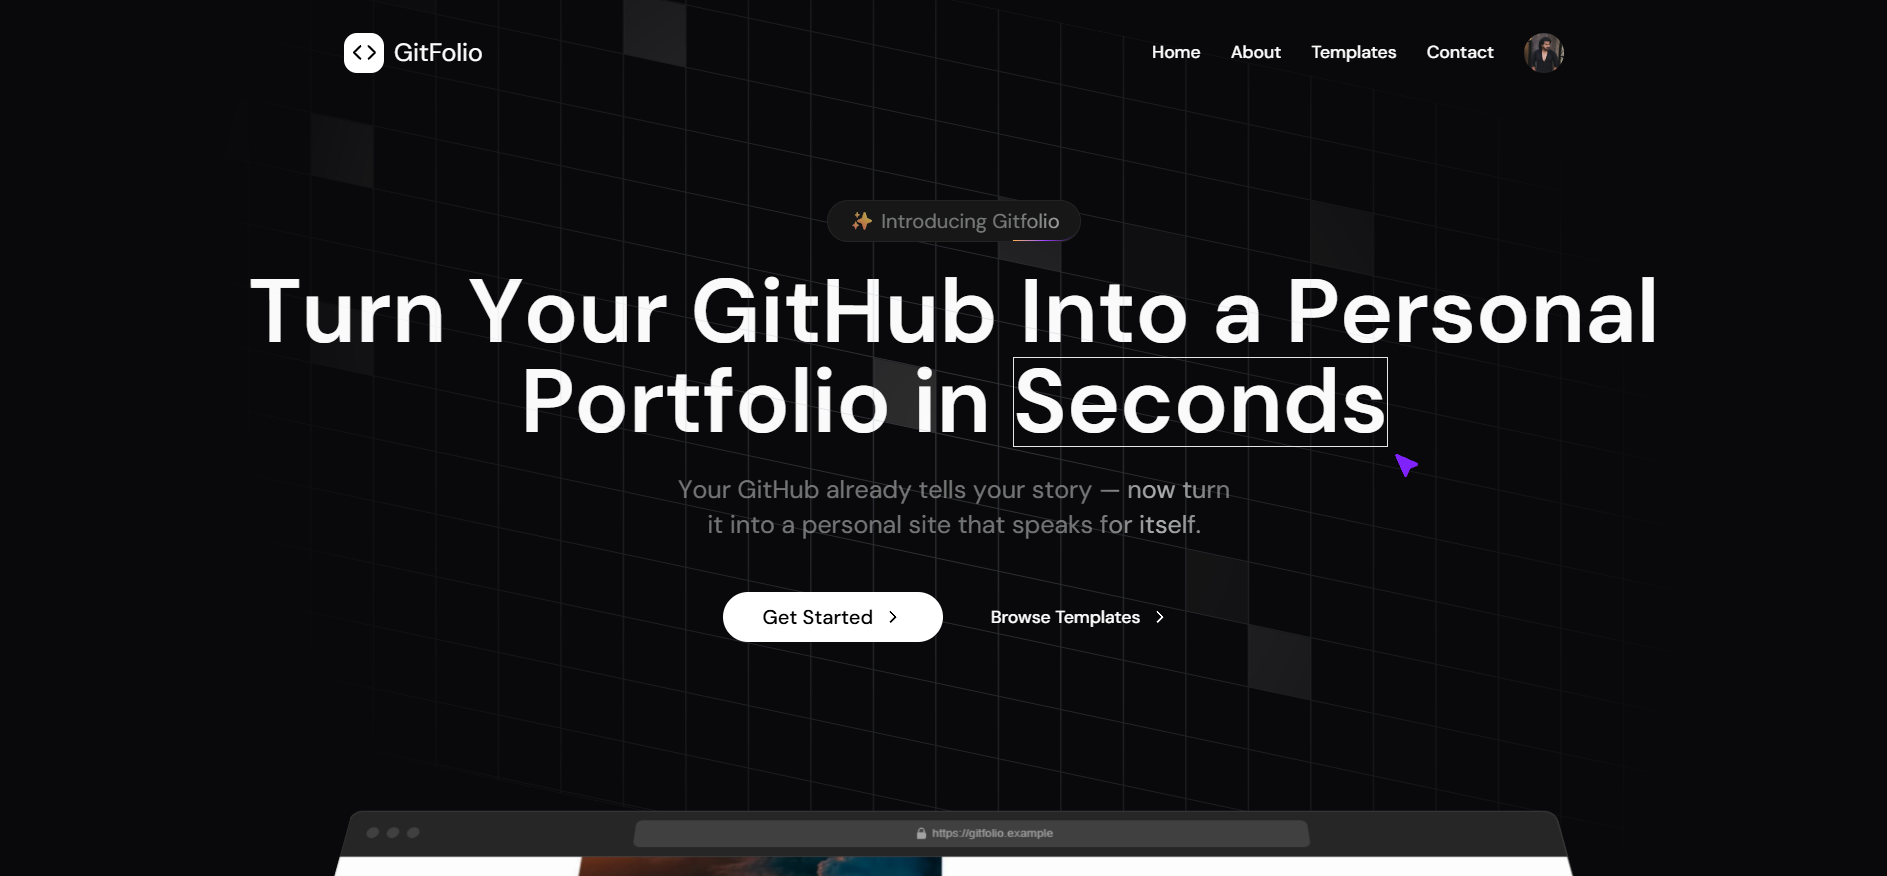 GitFolio
Home About Templates Contact
✨ Introducing Gitfolio
Turn Your GitHub Into a Personal
Portfolio in Seconds
Your GitHub already tells your story — now turn
it into a personal site that speaks for itself.
Get Started
Browse Templates
https://gitfolio.example